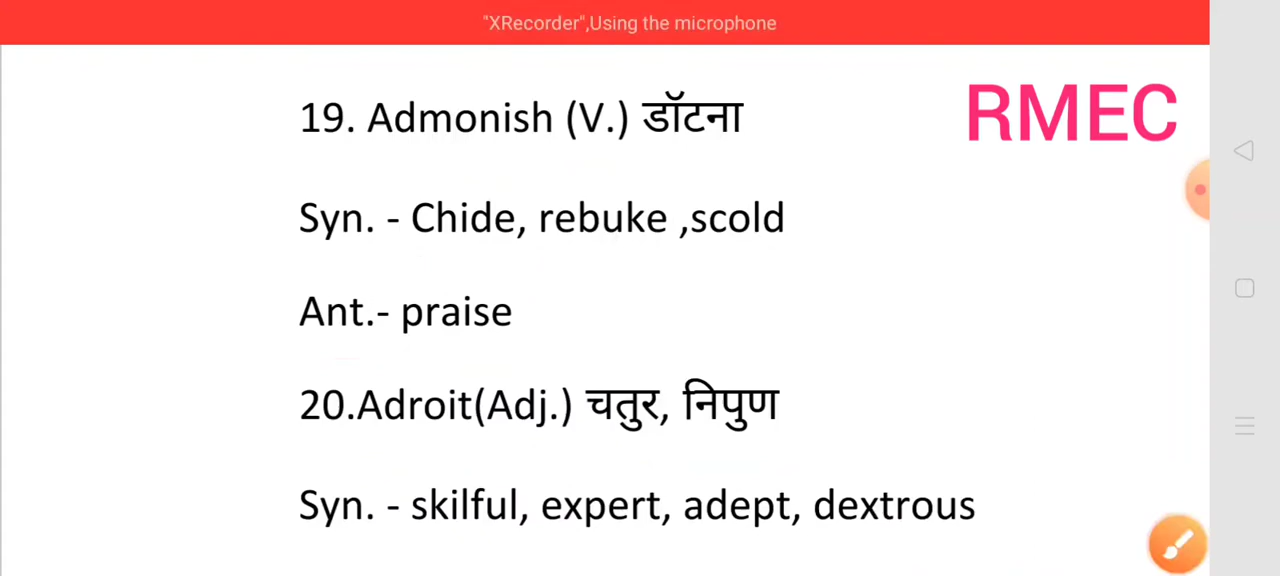 "XRecorder",Using the microphone
19. Admonish (V.) डॉटना
RMEC
Syn. - Chide, rebuke ,scold
Ant.- praise
20.Adroit(Adj.) चतुर, निपुण
Syn. - skilful, expert, adept, dextrous